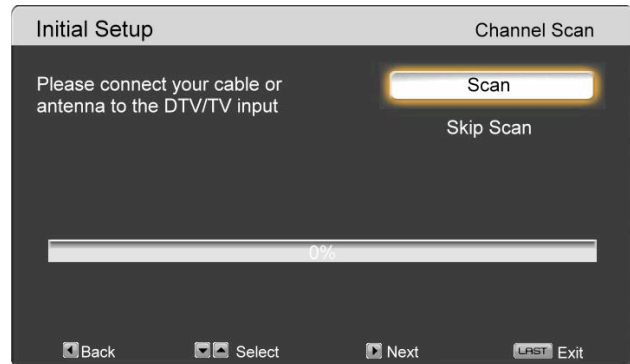 Initial Setup Channel Scan
Please connect your cable or
antenna to the DTV/TV input
Scan
Skip Scan
0%
Back Select Next LAST Exit